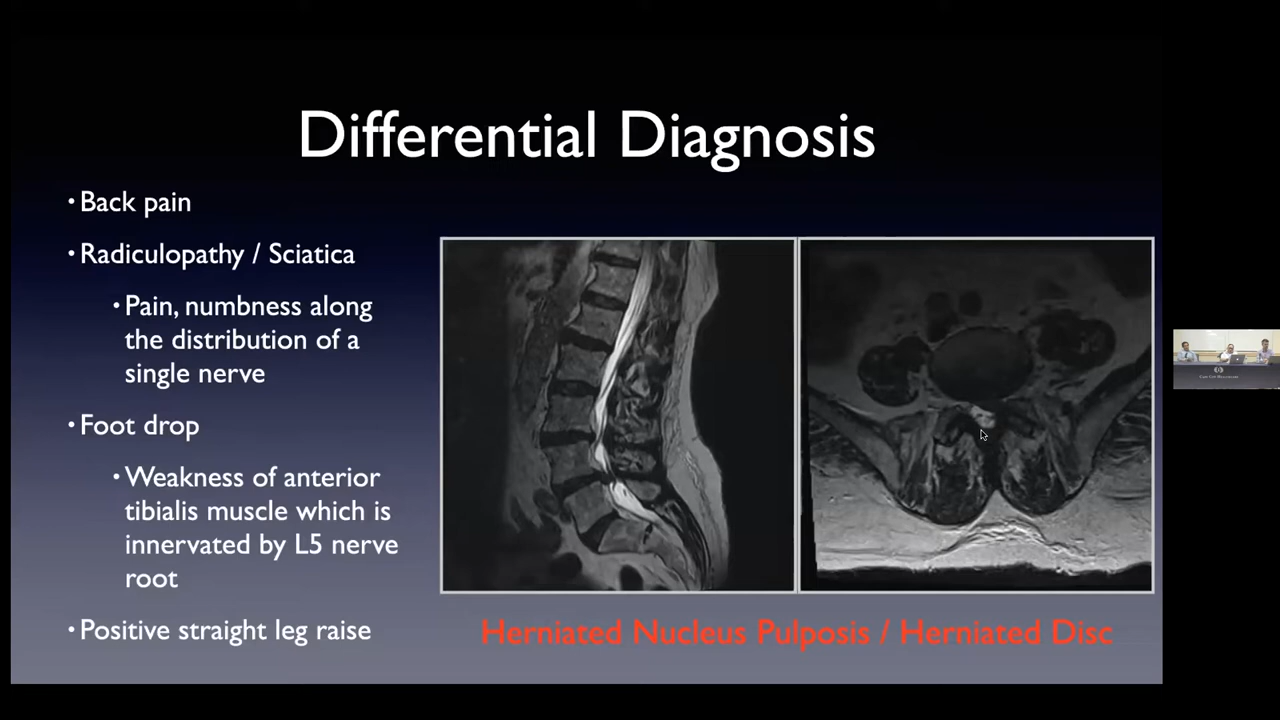 Differential Diagnosis
• Back pain
• Radiculopathy / Sciatica
• Pain, numbness along
the distribution of a
single nerve
• Foot drop
• Weakness of anterior
tibialis muscle which is
innervated by L5 nerve
root
• Positive straight leg raise
Herniated Nucleus Pulposis / Herniated Disc